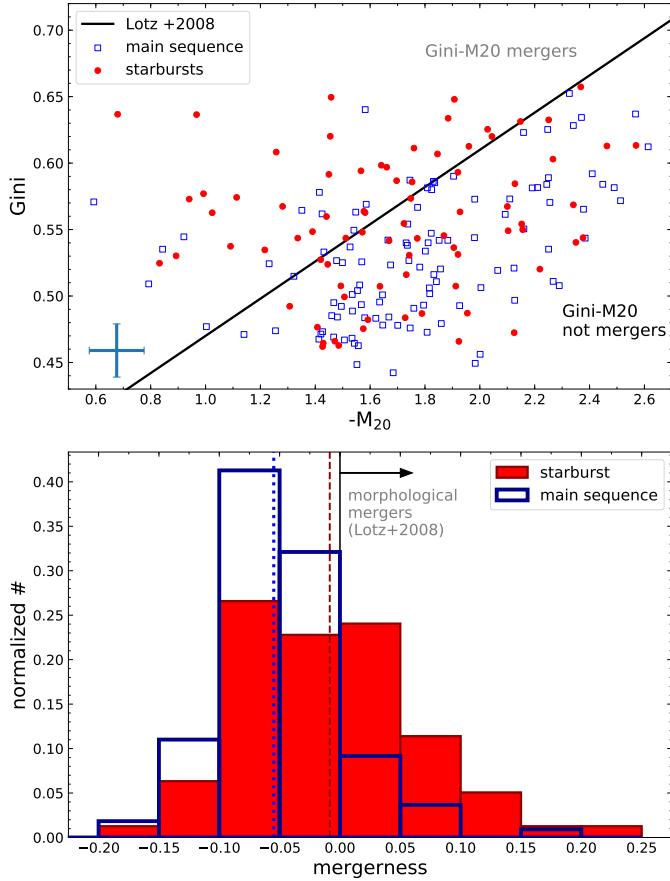 0.70
0.65
0.60
0.55
0.50
0.45
Gini
Lotz +2008
main sequence
starbursts
Gini-M20 mergers
Gini-M20
not mergers
0.6 0.8 1.0 1.2 1.4 1.6 1.8 2.0 2.2 2.4 2.6
-M₂₀
0.40
0.35
0.30
0.25
0.20
0.15
0.10
0.05
0.00
normalized #
starburst
main sequence
morphological
mergers
(Lotz+2008)
−0.20 −0.15 −0.10 −0.05 0.00 0.05 0.10 0.15 0.20 0.25
mergerness